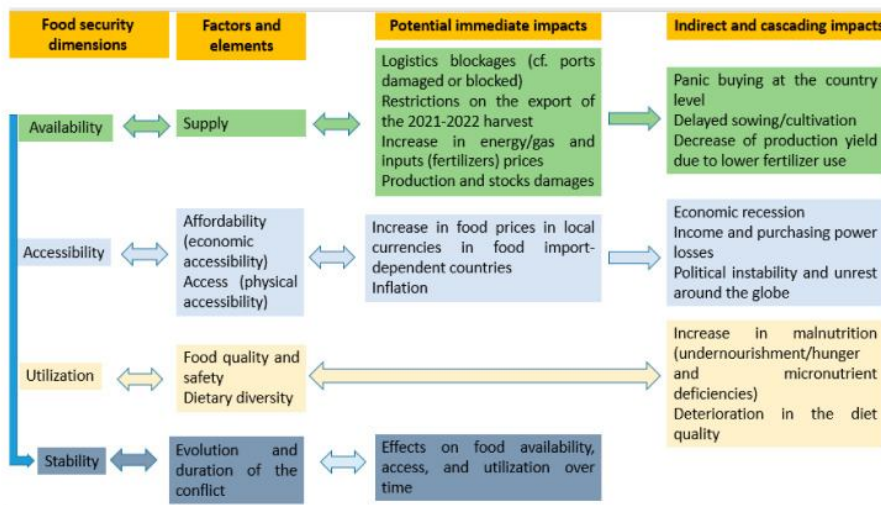 Food security
dimensions
Factors and
elements
Potential immediate impacts
Indirect and cascading impacts
Availability
Supply
Logistics blockages (cf. ports
damaged or blocked)
Restrictions on the export of
the 2021-2022 harvest
Increase in energy/gas and
inputs (fertilizers) prices
Production and stocks damages
Panic buying at the country
level
Delayed sowing/cultivation
Decrease of production yield
due to lower fertilizer use
Accessibility
Affordability
(economic
accessibility)
Access (physical
accessibility)
Increase in food prices in local
currencies in food import-
dependent countries
Inflation
Economic recession
Income and purchasing power
losses
Political instability and unrest
around the globe
Utilization
Food quality and
safety
Dietary diversity
Increase in malnutrition
(undernourishment/hunger
and micronutrient
deficiencies)
Deterioration in the diet
quality
Stability
Evolution and
duration of the
conflict
Effects on food availability,
access, and utilization over
time